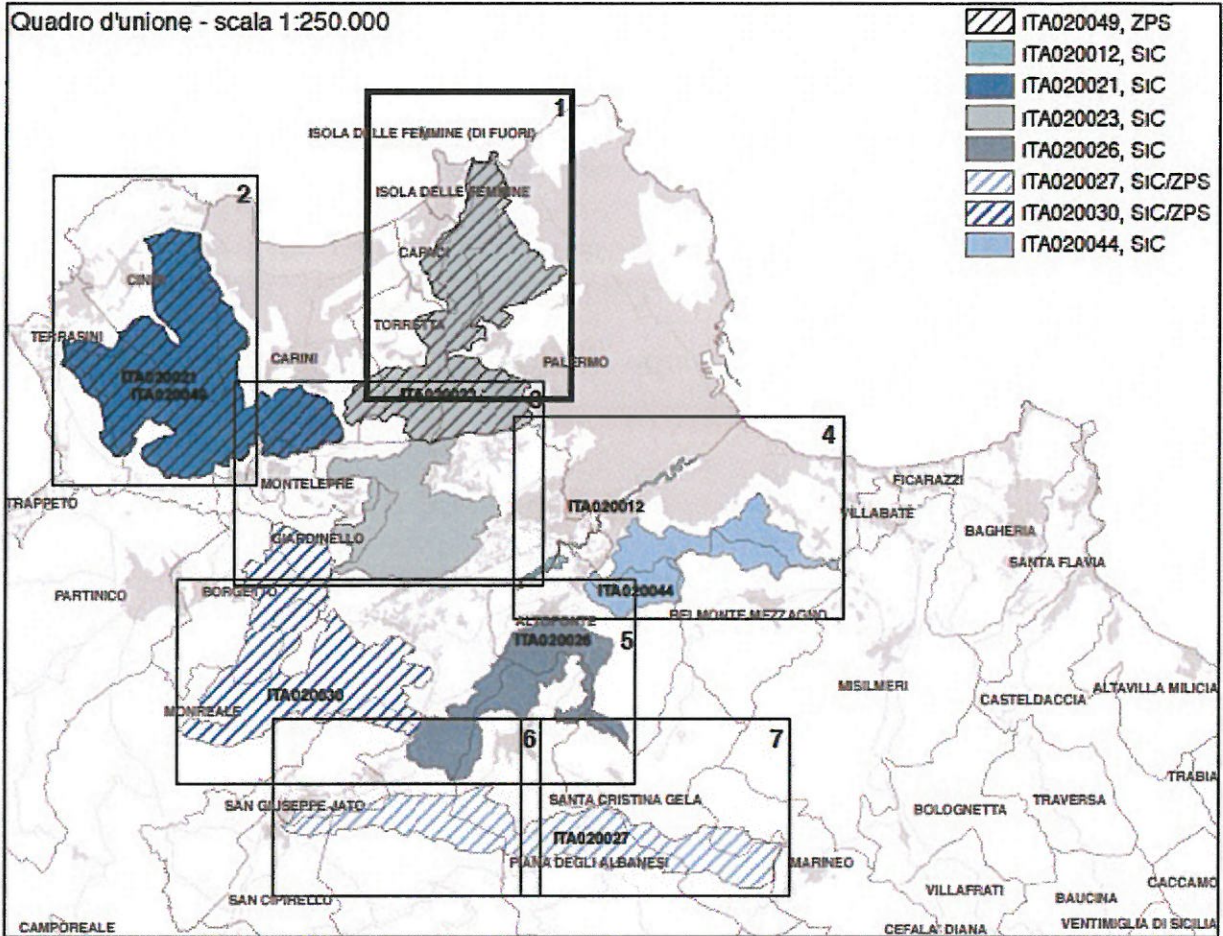 Quadro d'unione - scala 1:250.000
ITA020049, ZPS
ITA020012, SIC
ITA020021, SIC
ITA020023, SIC
ITA020026, SIC
ITA020027, SIC/ZPS
ITA020030, SIC/ZPS
ITA020044, SIC
1
ISOLA DELLE FEMMINE (DI FUORI)
2
ISOLA DELLE FEMMINE
CAPACI
CINISI
TERRASINI
TORRETTA
CARINI
PALERMO
ITA020021
ITA020049
ITA020023
3
4
MONTELEPRE
TRAPPETO
FICARAZZI
ITA020012
VILLABATE
BAGHERIA
GIARDINELLO
SANTA FLAVIA
PARTINICO
BORGETTO
ITA020044
BELMONTE MEZZAGNO
ALTOFONTE
ITA020026
5
MISILMERI
ITA020030
CASTELDACCIA
ALTAVILLA MILICIA
MONREALE
6
7
TRABIA
SAN GIUSEPPE JATO
SANTA CRISTINA GELA
BOLOGNETTA
TRAVERSA
ITA020027
PIANA DEGLI ALBANESI
MARINEO
VILLAFRATI
CACCAMO
BAUCINA
SAN CIPIRELLO
CAMPOREALE
CEFALA' DIANA
VENTIMIGLIA DI SICILIA